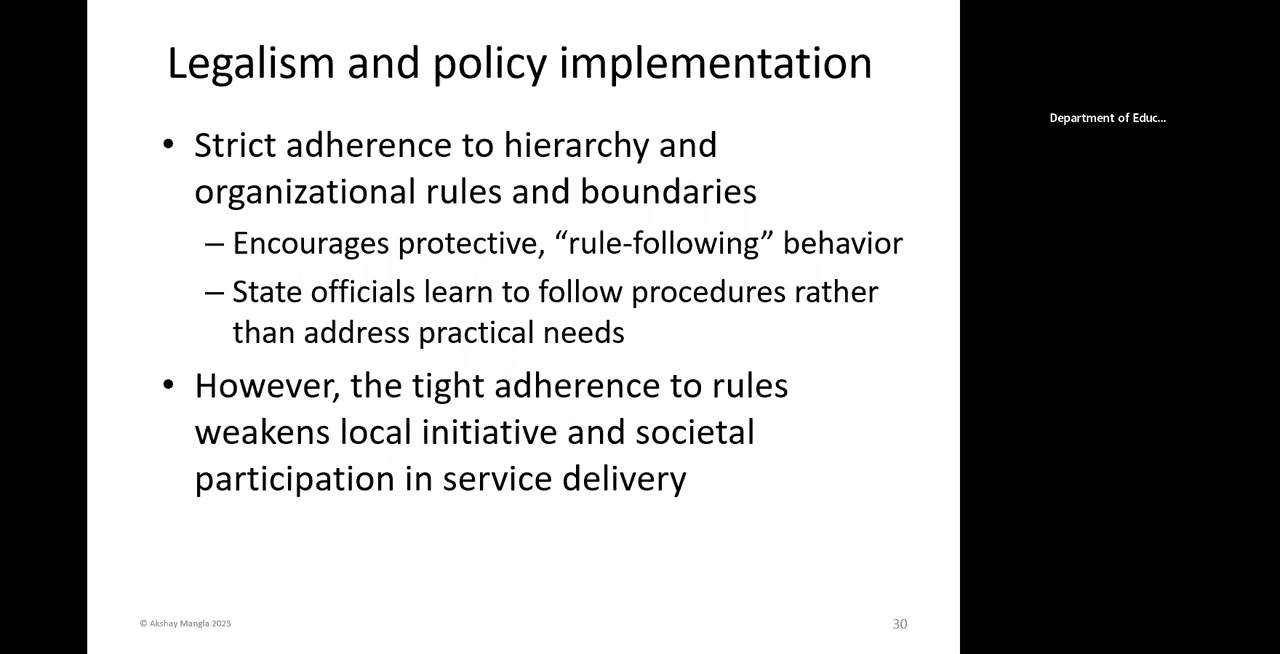 Legalism and policy implementation
• Strict adherence to hierarchy and
organizational rules and boundaries
– Encourages protective, “rule-following” behavior
– State officials learn to follow procedures rather
than address practical needs
• However, the tight adherence to rules
weakens local initiative and societal
participation in service delivery
© Akshay Mangla 2023
30
Department of Educ...